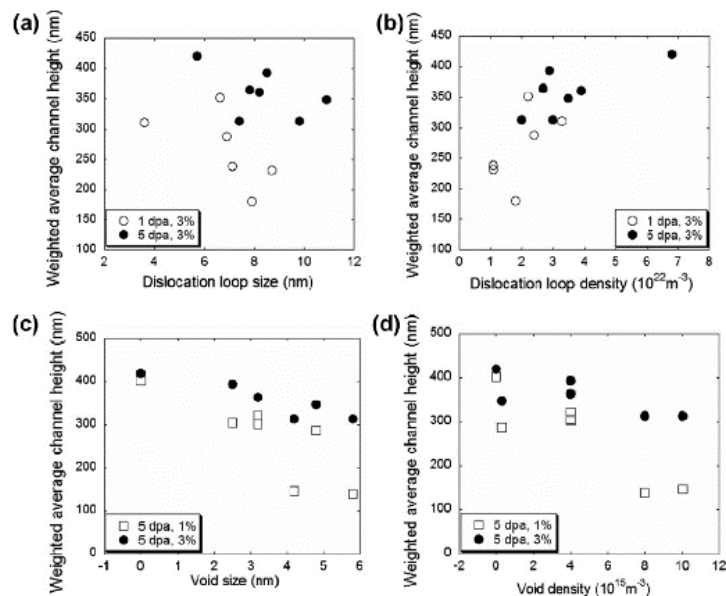 (a)
Weighted average channel height (nm)
450
400
350
300
250
200
150
100
2
4
6
8
10
12
1 dpa, 3%
5 dpa, 3%
Dislocation loop size (nm)
(b)
Weighted average channel height (nm)
450
400
350
300
250
200
150
100
0
1
2
3
4
5
6
7
8
1 dpa, 3%
5 dpa, 3%
Dislocation loop density (10²²m⁻³)
(c)
Weighted average channel height (nm)
500
400
300
200
100
0
-1
0
1
2
3
4
5
6
5 dpa, 1%
5 dpa, 3%
Void size (nm)
(d)
Weighted average channel height (nm)
500
400
300
200
100
0
-2
0
2
4
6
8
10
12
5 dpa, 1%
5 dpa, 3%
Void density (10¹⁵m⁻³)